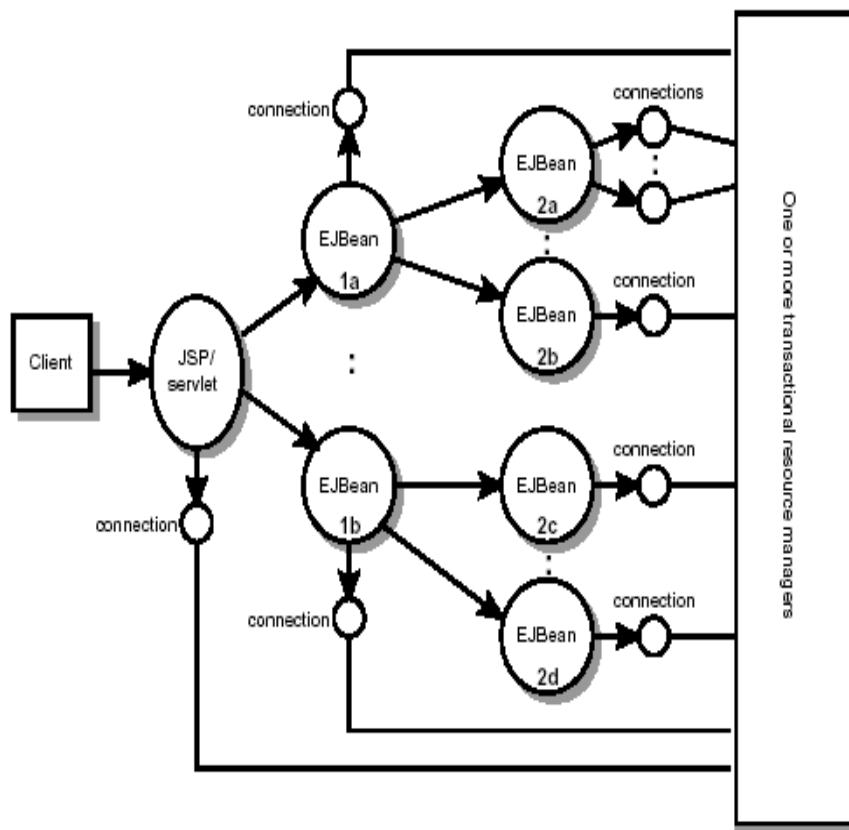 connection
connections
EJBean
2a
EJBean
1a
connection
EJBean
2b
Client
JSP/
servlet
connection
EJBean
1b
connection
EJBean
2c
connection
connection
EJBean
2d
connection
One or more transactional resource managers